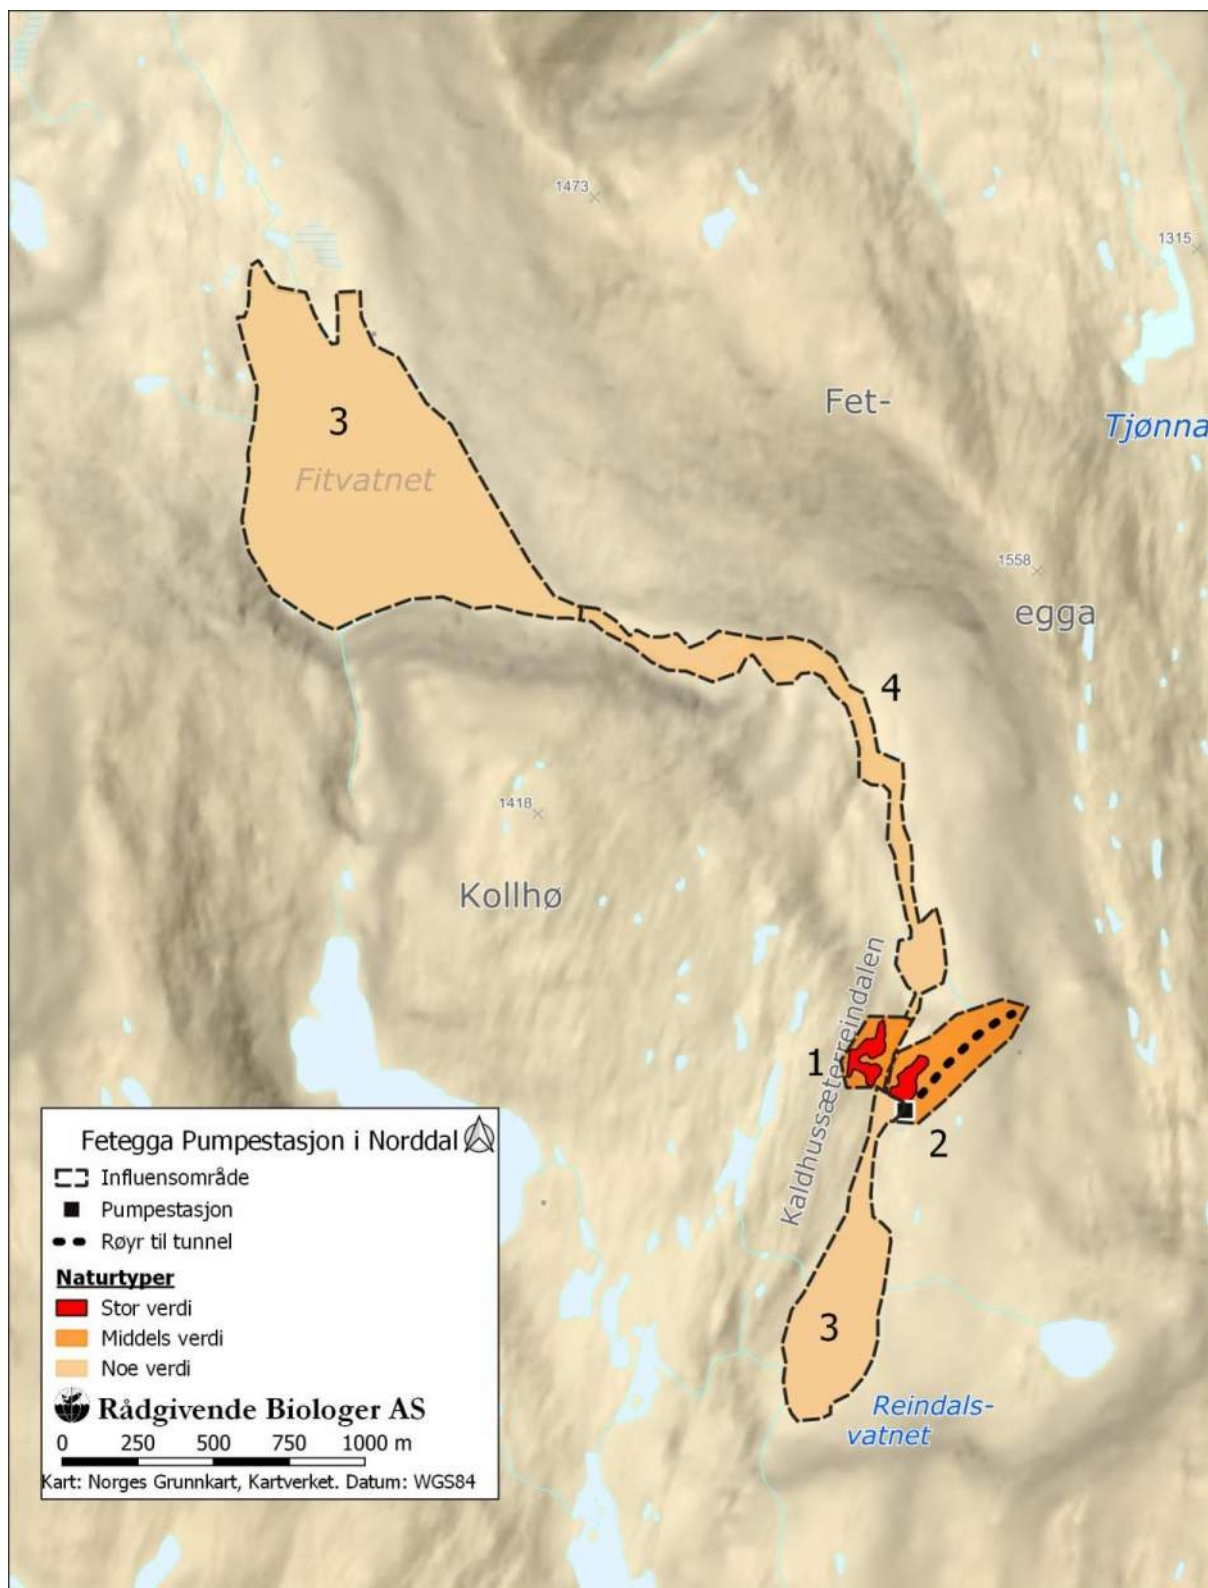 1473
1315
Fet-
Tjønna
3
Fitvatnet
1558
egga
4
1418
Kollhø
Kaldhussæterreindalen
1
2
3
Reindals-
vatnet
Fetegga Pumpestasjon i Norddal
Influensområde
Pumpestasjon
Røyr til tunnel
Naturtyper
Stor verdi
Middels verdi
Noe verdi
Rådgivende Biologer AS
0 250 500 750 1000 m
Kart: Norges Grunnkart, Kartverket. Datum: WGS84